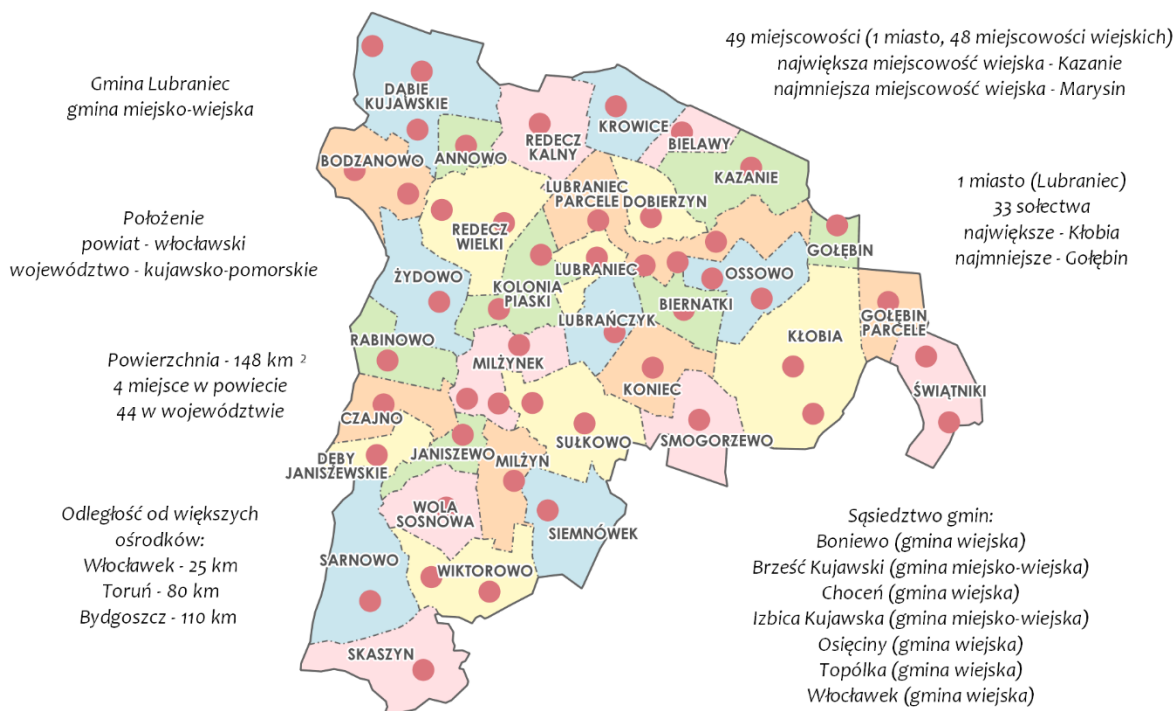 Gmina Lubraniec
gmina miejsko-wiejska
Położenie
powiat - włocławski
województwo - kujawsko-pomorskie
Powierzchnia - 148 km ²
4 miejsce w powiecie
44 w województwie
Odległość od większych
ośrodków:
Włocławek - 25 km
Toruń - 80 km
Bydgoszcz - 110 km
DĄBIE
KUJAWSKIE
BODZANOWO
ANNOWO
REDECZ
KALNY
KROWICE
BIELAWY
KAZANIE
LUBRANIEC
PARCELE
DOBIERZYN
REDECZ
WIELKI
GOŁĘBIN
ŻYDOWO
KOLONIA
PIASKI
LUBRANIEC
OSSOWO
BIERNATKI
LUBRAŃCZYK
GOŁĘBIN
PARCELE
KŁOBIA
RABINOWO
MILŻYNEK
KONIEC
ŚWIĄTNIKI
CZAJNO
SUŁKOWO
SMOGORZEWO
DĘBY
JANISZEWSKIE
JANISZEWO
MILŻYN
WOLA
SOSNOWA
SIEMNÓWEK
SARNOWO
WIKTOROWO
SKASZYN
49 miejscowości (1 miasto, 48 miejscowości wiejskich)
największa miejscowość wiejska - Kazanie
najmniejsza miejscowość wiejska - Marysin
1 miasto (Lubraniec)
33 sołectwa
największe - Kłobia
najmniejsze - Gołębin
Sąsiedztwo gmin:
Boniewo (gmina wiejska)
Brześć Kujawski (gmina miejsko-wiejska)
Choceń (gmina wiejska)
Izbica Kujawska (gmina miejsko-wiejska)
Osięciny (gmina wiejska)
Topólka (gmina wiejska)
Włocławek (gmina wiejska)